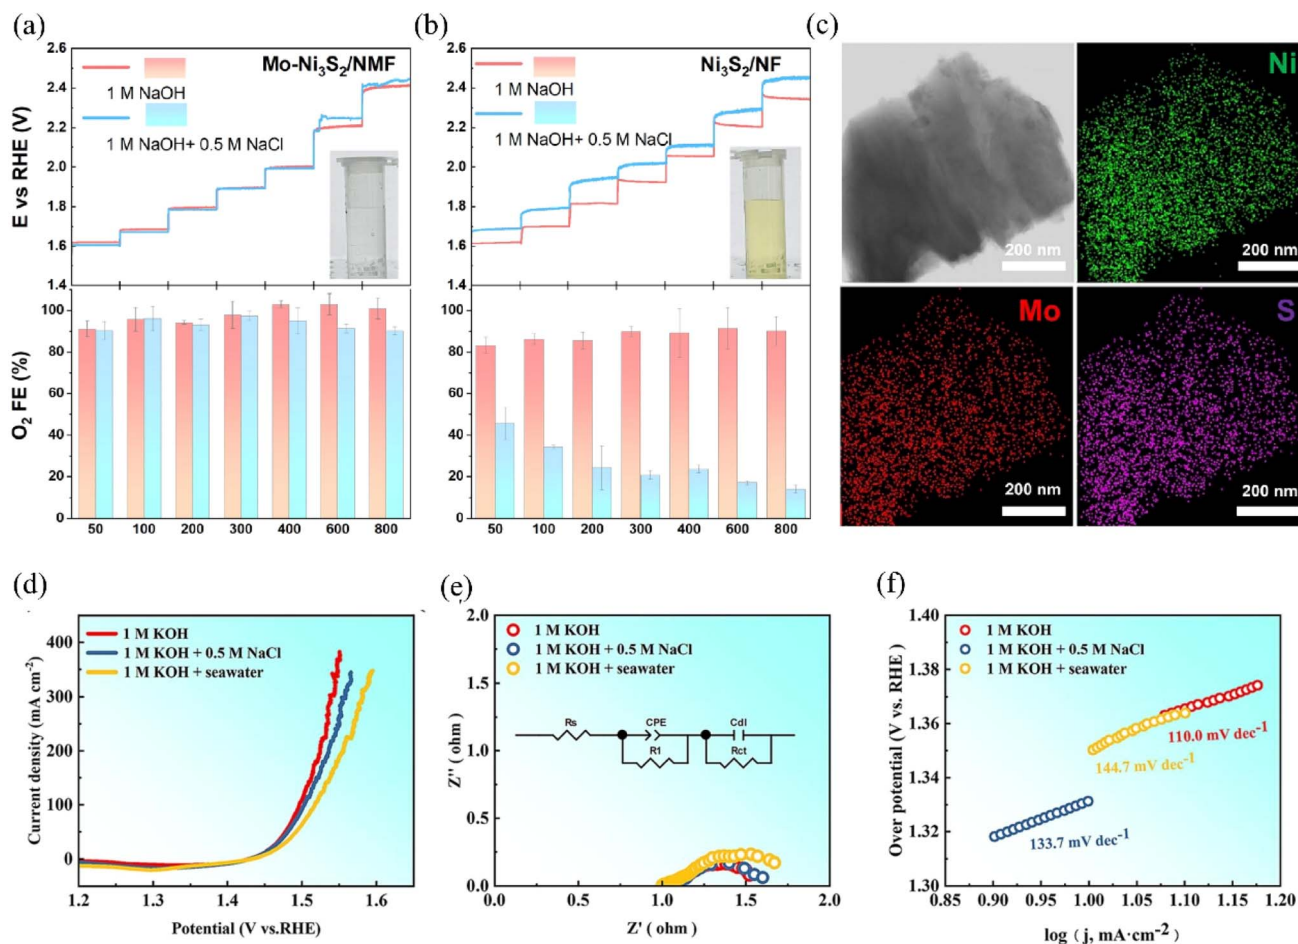 (a)
2.6
2.4
2.2
2.0
1.8
1.6
1.4
E vs RHE (V)
Mo-Ni₃S₂/NMF
1 M NaOH
1 M NaOH+ 0.5 M NaCl
100
80
60
40
20
0
O₂ FE (%)
50 100 200 300 400 600 800
(b)
2.6
2.4
2.2
2.0
1.8
1.6
1.4
Ni₃S₂/NF
1 M NaOH
1 M NaOH+ 0.5 M NaCl
100
80
60
40
20
0
50 100 200 300 400 600 800
(c)
200 nm
Ni
200 nm
Mo
200 nm
S
200 nm
(d)
400
350
300
250
200
150
100
50
0
Current density (mA cm⁻²)
1 M KOH
1 M KOH + 0.5 M NaCl
1 M KOH + seawater
1.2 1.3 1.4 1.5 1.6
Potential (V vs.RHE)
(e)
2.0
1.5
1.0
0.5
0.0
Z'' (ohm)
1 M KOH
1 M KOH + 0.5 M NaCl
1 M KOH + seawater
Rs CPE Cdl
R1 Rct
0.0 0.5 1.0 1.5 2.0
Z' (ohm)
(f)
1.40
1.38
1.36
1.34
1.32
1.30
Over potential (V vs. RHE)
1 M KOH
1 M KOH + 0.5 M NaCl
1 M KOH + seawater
110.0 mV dec⁻¹
144.7 mV dec⁻¹
133.7 mV dec⁻¹
0.85 0.90 0.95 1.00 1.05 1.10 1.15 1.20
log (j, mA·cm⁻²)